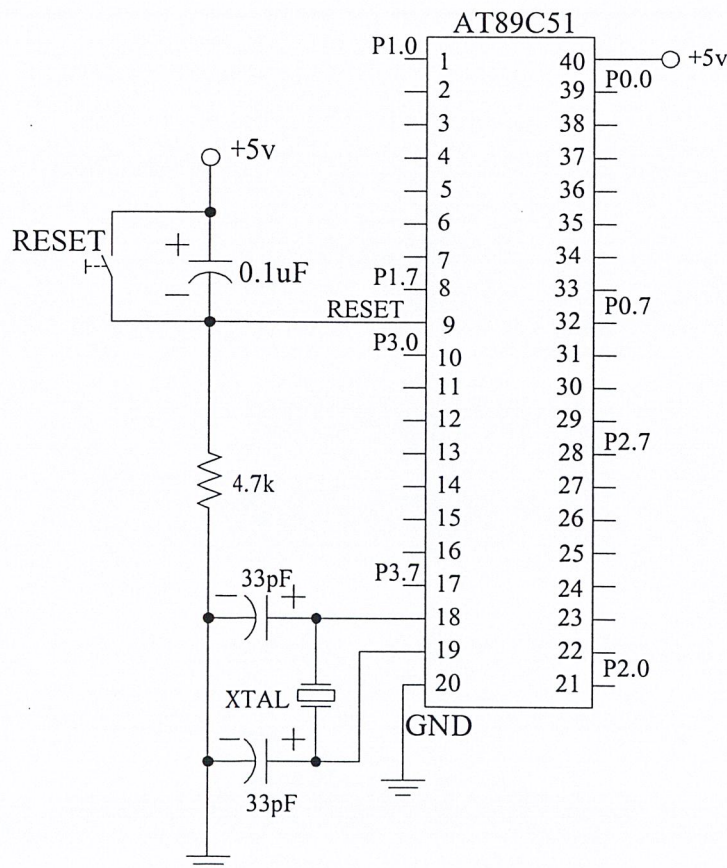 AT89C51
P1.0
1
40
+5v
P0.0
2
39
3
38
4
37
+5v
5
36
6
35
RESET
+
7
34
0.1uF
P1.7
8
33
−
RESET
P0.7
9
32
P3.0
10
31
11
30
12
29
P2.7
13
28
4.7k
14
27
15
26
16
25
33pF
P3.7
17
24
−
+
18
23
19
22
P2.0
XTAL
20
21
GND
−
+
33pF